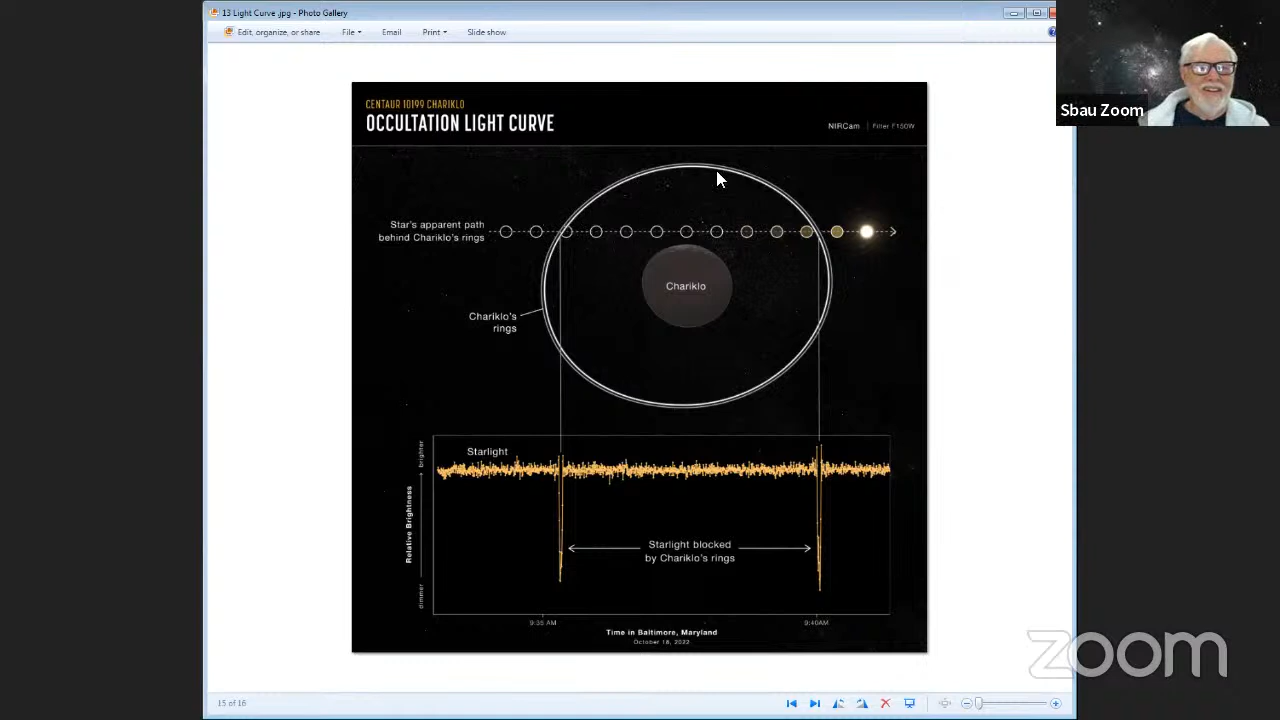 13 Light Curve .jpg - Photo Gallery
Edit, organize, or share
File
Email
Print
Slide show
Sbau Zoom
CENTAUR 10199 CHARIKLO
OCCULTATION LIGHT CURVE
NIRCam | Filter F150W
Star's apparent path
behind Chariklo's rings
Chariklo
Chariklo's
rings
Starlight
brighter
Relative Brightness
dimmer
Starlight blocked
by Chariklo's rings
9:35 AM
9:40AM
Time in Baltimore, Maryland
October 18, 2022
zoom
15 of 16